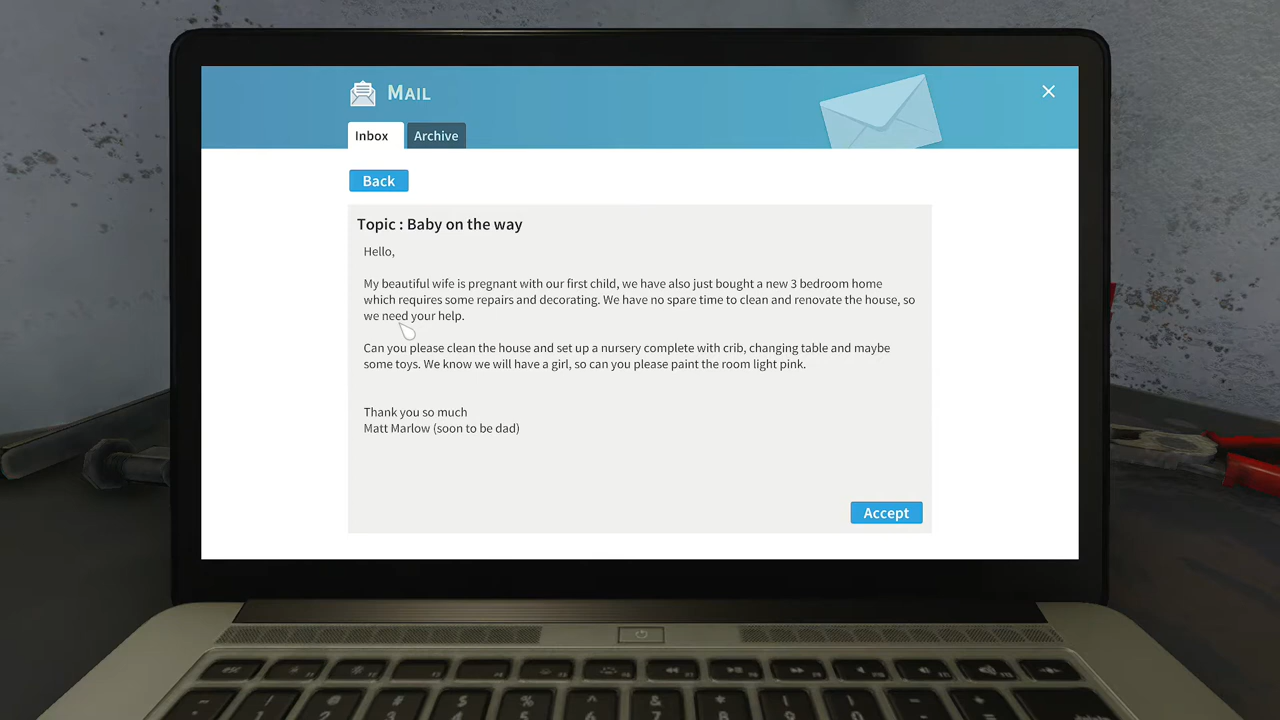 MAIL
Inbox
Archive
Back
Topic : Baby on the way
Hello,
My beautiful wife is pregnant with our first child, we have also just bought a new 3 bedroom home
which requires some repairs and decorating. We have no spare time to clean and renovate the house, so
we need your help.
Can you please clean the house and set up a nursery complete with crib, changing table and maybe
some toys. We know we will have a girl, so can you please paint the room light pink.
Thank you so much
Matt Marlow (soon to be dad)
Accept